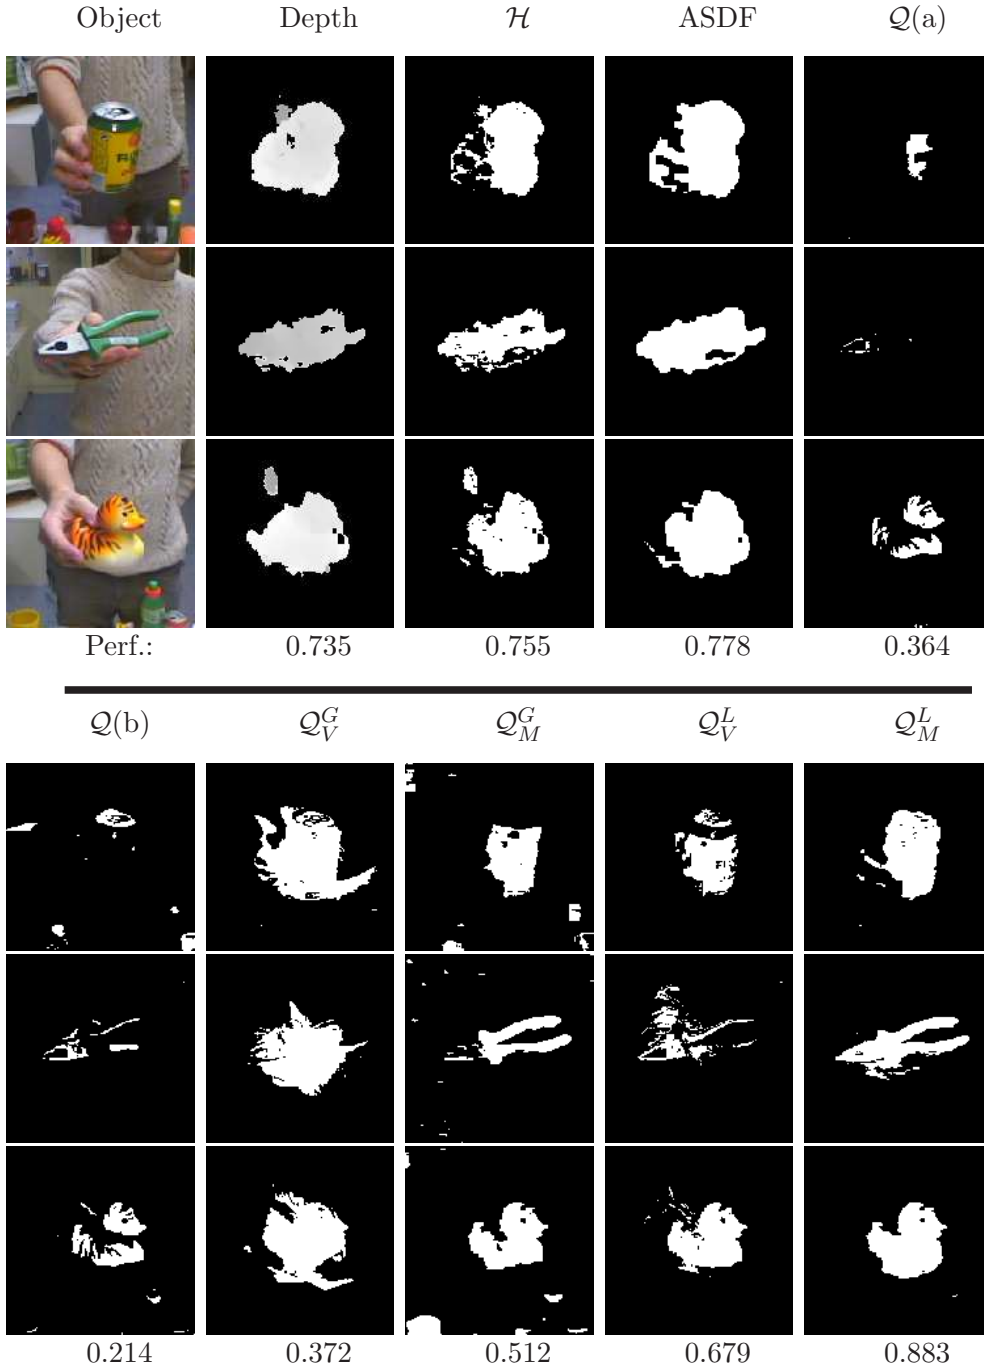 Object Depth ℋ ASDF 𝒬(a)
Perf.: 0.735 0.755 0.778 0.364
𝒬(b) 𝒬_V^G 𝒬_M^G 𝒬_V^L 𝒬_M^L
0.214 0.372 0.512 0.679 0.883